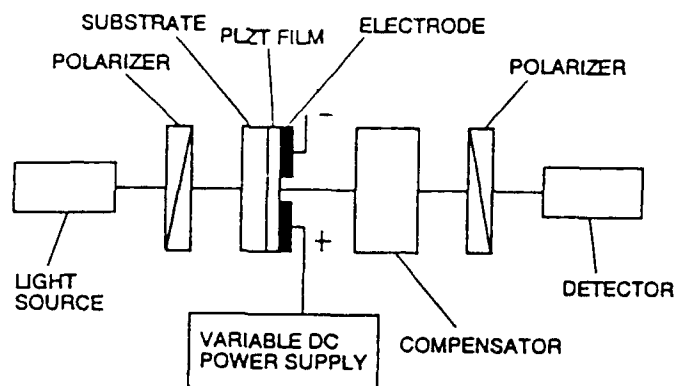 SUBSTRATE
PLZT FILM
ELECTRODE
POLARIZER
POLARIZER
−
+
LIGHT
SOURCE
VARIABLE DC
POWER SUPPLY
COMPENSATOR
DETECTOR